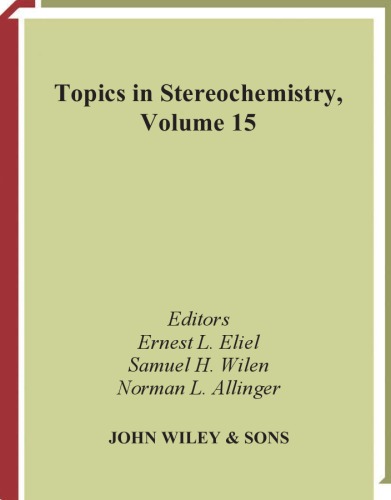 Topics in Stereochemistry,
Volume 15
Editors
Ernest L. Eliel
Samuel H. Wilen
Norman L. Allinger
JOHN WILEY & SONS